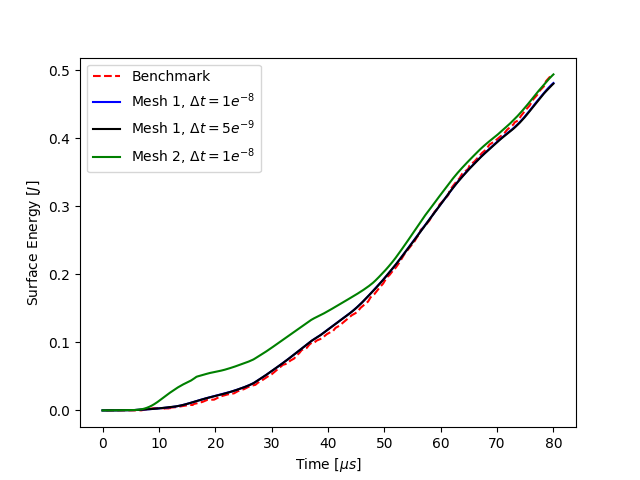 0.5
0.4
0.3
0.2
0.1
0.0
Surface Energy [J]
Benchmark
Mesh 1, Δt = 1e⁻⁸
Mesh 1, Δt = 5e⁻⁹
Mesh 2, Δt = 1e⁻⁸
0 10 20 30 40 50 60 70 80
Time [μs]